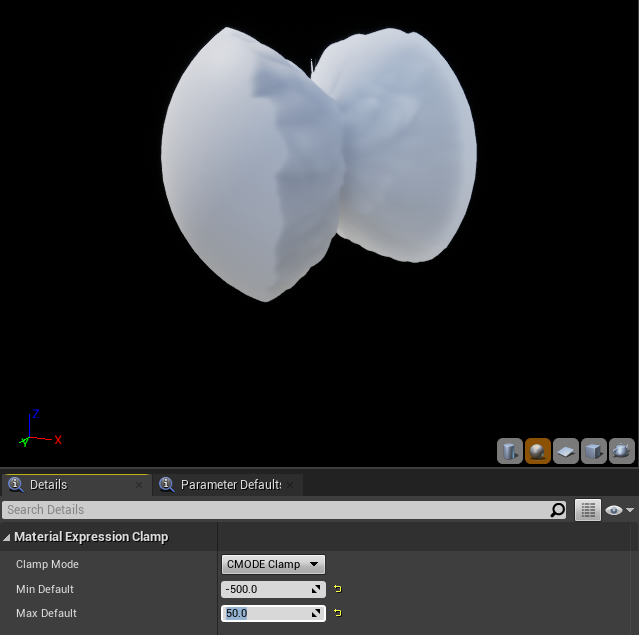 Z
X
Y
Details
Parameter Default
Search Details
Material Expression Clamp
Clamp Mode
CMODE Clamp
Min Default
-500.0
Max Default
50.0